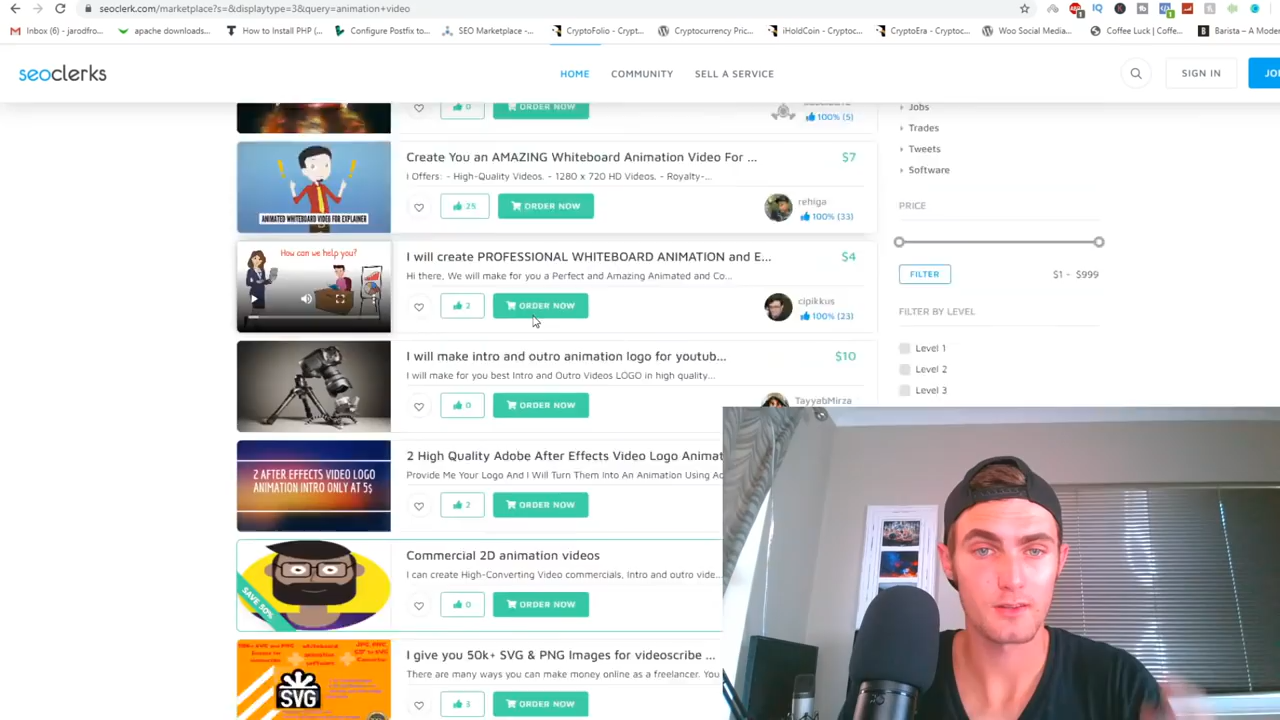 seoclerk.com/marketplace?s=&displaytype=3&query=animation+video
Inbox (6) - jarodfro...
apache downloads...
How to Install PHP (...
Configure Postfix to...
SEO Marketplace -...
CryptoFolio - Crypt...
Cryptocurrency Pric...
iHoldCoin - Cryptoc...
CryptoEra - Cryptoc...
Woo Social Media...
Coffee Luck | Coffe...
Barista – A Moder
seoclerks
HOME
COMMUNITY
SELL A SERVICE
SIGN IN
JO
0
ORDER NOW
100% (5)
Jobs
Trades
Tweets
Software
Create You an AMAZING Whiteboard Animation Video For ...
$7
I Offers: - High-Quality Videos. - 1280 x 720 HD Videos. - Royalty-...
25
ORDER NOW
rehiga
100% (33)
ANIMATED WHITEBOARD VIDEO FOR EXPLAINER
PRICE
FILTER
$1 - $999
How can we help you?
I will create PROFESSIONAL WHITEBOARD ANIMATION and E...
$4
Hi there, We will make for you a Perfect and Amazing Animated and Co...
2
ORDER NOW
cipikkus
100% (23)
FILTER BY LEVEL
Level 1
Level 2
Level 3
I will make intro and outro animation logo for youtub...
$10
I will make for you best Intro and Outro Videos LOGO in high quality...
0
ORDER NOW
TayyabMirza
2 AFTER EFFECTS VIDEO LOGO
ANIMATION INTRO ONLY AT 5$
2 High Quality Adobe After Effects Video Logo Animat
Provide Me Your Logo And I Will Turn Them Into An Animation Using Ad
2
ORDER NOW
SAVE 50%
Commercial 2D animation videos
I can create High-Converting Video commercials, Intro and outro vide...
0
ORDER NOW
SVG
I give you 50k+ SVG & PNG Images for videoscribe ...
There are many ways you can make money online as a freelancer. You
3
ORDER NOW